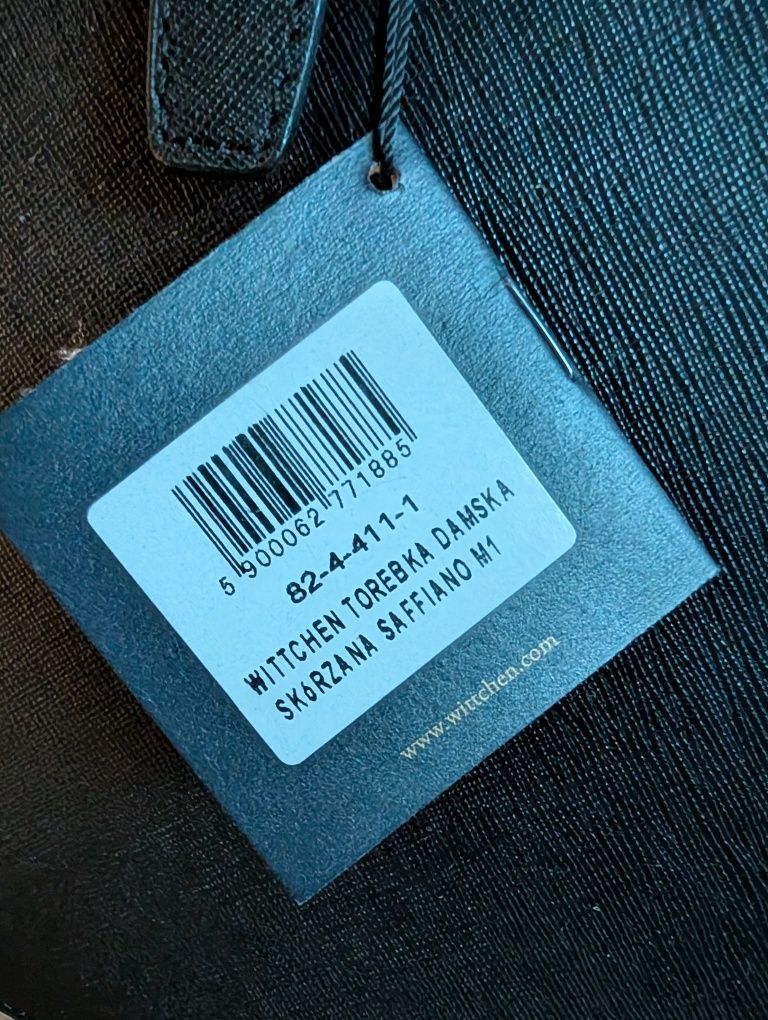 5 900062 771885
82-4-411-1
WITTCHEN TOREBKA DAMSKA
SKóRZANA SAFFIANO M1
www.wittchen.com